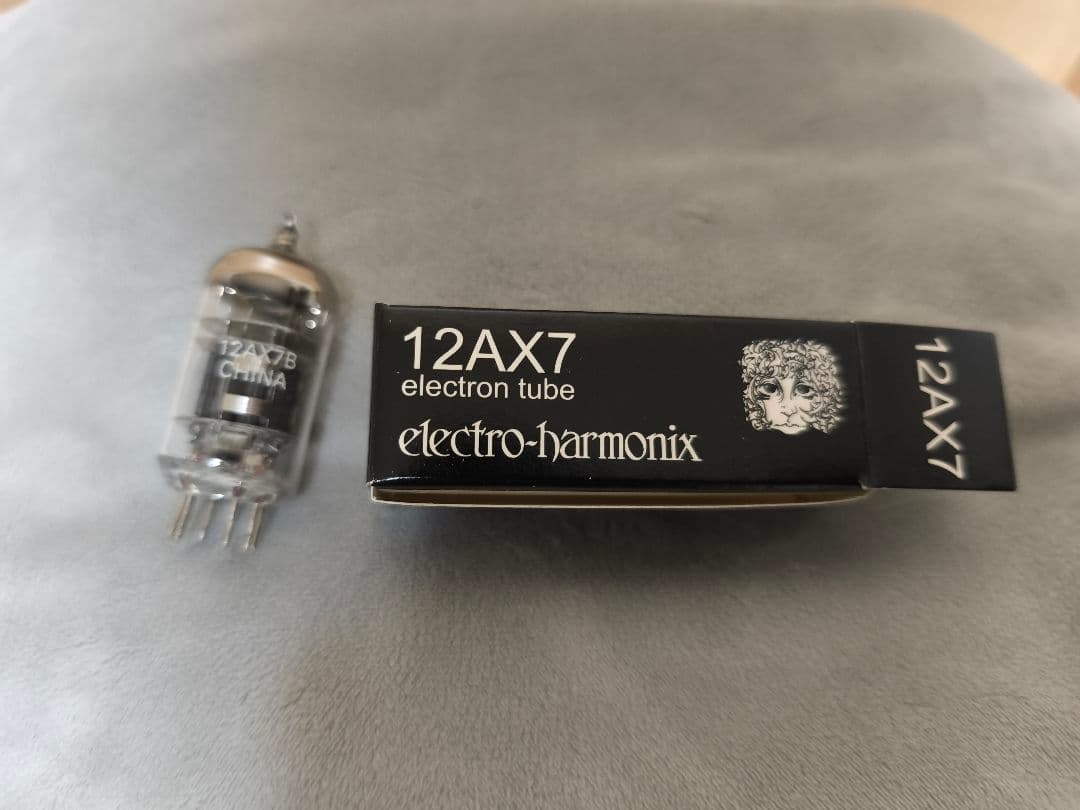 12AX7B
CHINA
12AX7
electron tube
electro-harmonix
12AX7